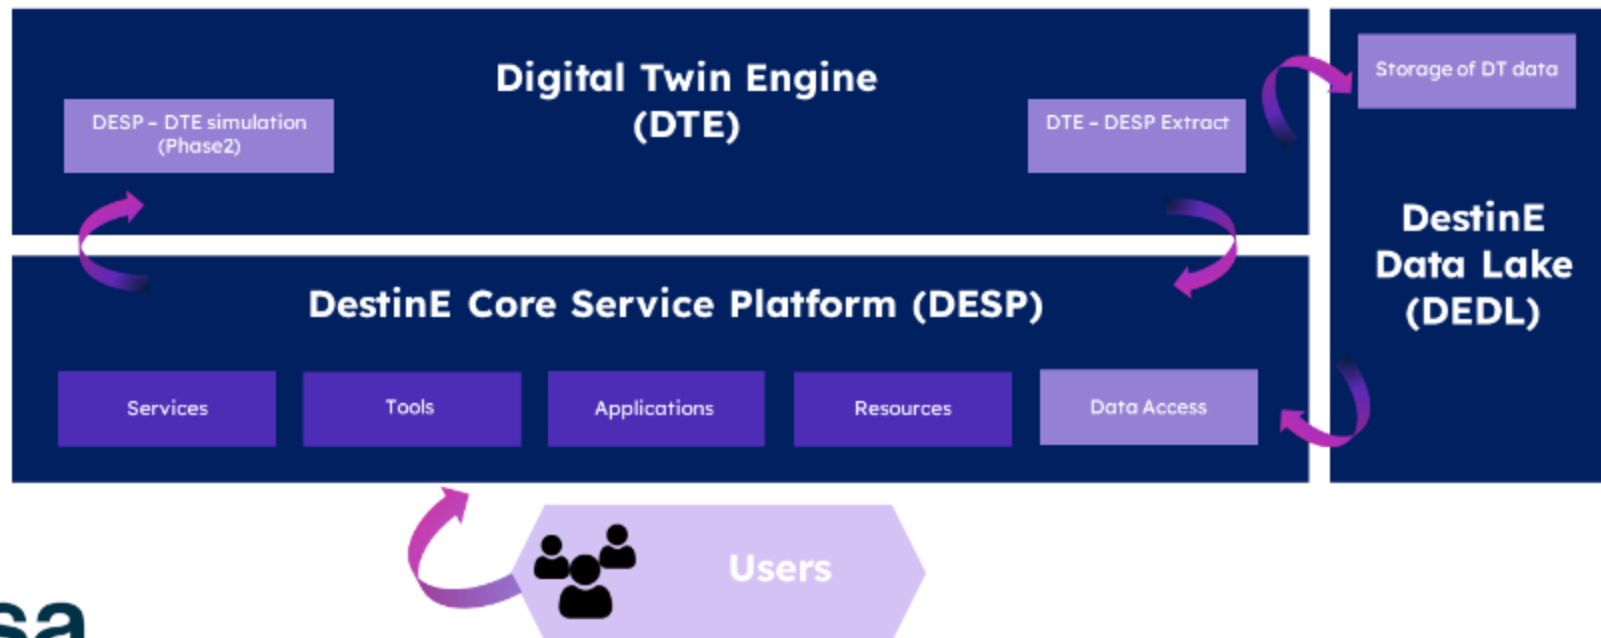 Digital Twin Engine
(DTE)
DESP – DTE simulation
(Phase2)
DTE – DESP Extract
Storage of DT data
DestinE
Data Lake
(DEDL)
DestinE Core Service Platform (DESP)
Services
Tools
Applications
Resources
Data Access
Users
sa